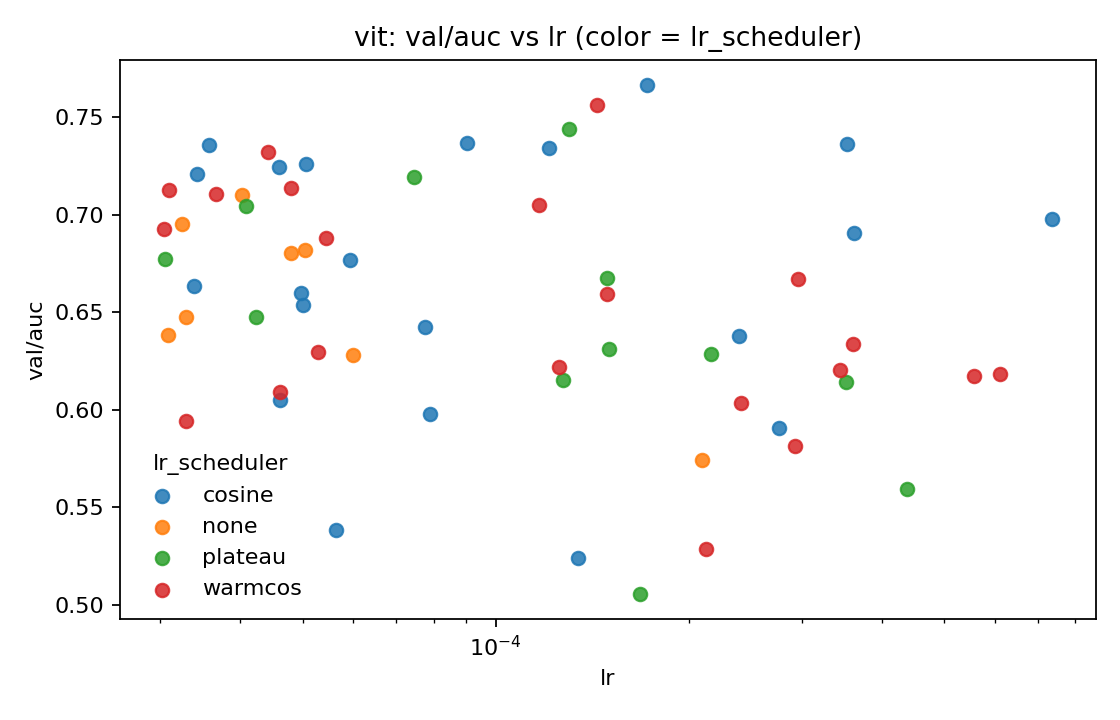 vit: val/auc vs lr (color = lr_scheduler)
val/auc
0.75
0.70
0.65
0.60
0.55
0.50
lr_scheduler
cosine
none
plateau
warmcos
10⁻⁴
lr